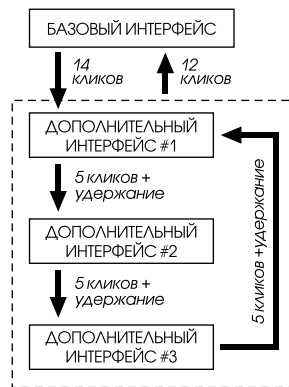 БАЗОВЫЙ ИНТЕРФЕЙС
14
кликов
12
кликов
ДОПОЛНИТЕЛЬНЫЙ
ИНТЕРФЕЙС #1
5 кликов +
удержание
ДОПОЛНИТЕЛЬНЫЙ
ИНТЕРФЕЙС #2
5 кликов +
удержание
ДОПОЛНИТЕЛЬНЫЙ
ИНТЕРФЕЙС #3
5 кликов +удержание